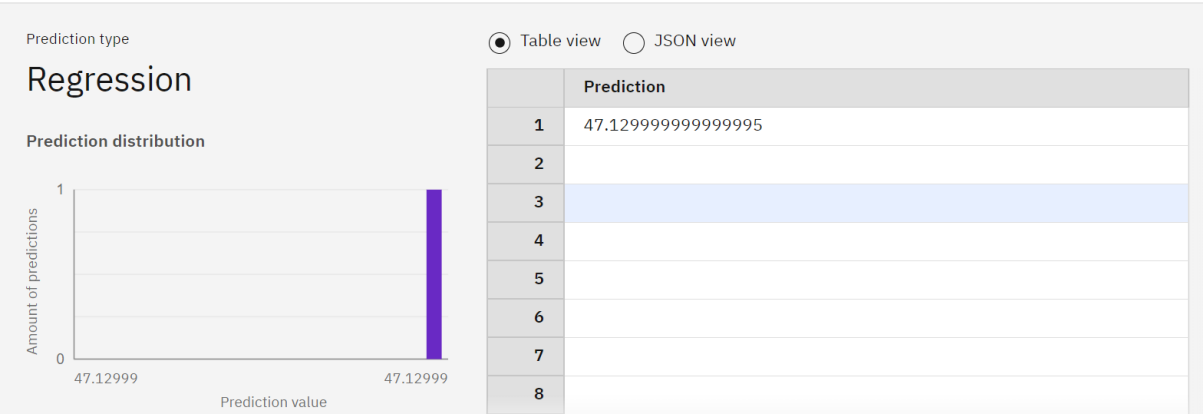 Prediction type
Regression
Prediction distribution
1
Amount of predictions
0
47.12999 47.12999
Prediction value
Table view JSON view
Prediction
1 47.129999999999995
2
3
4
5
6
7
8